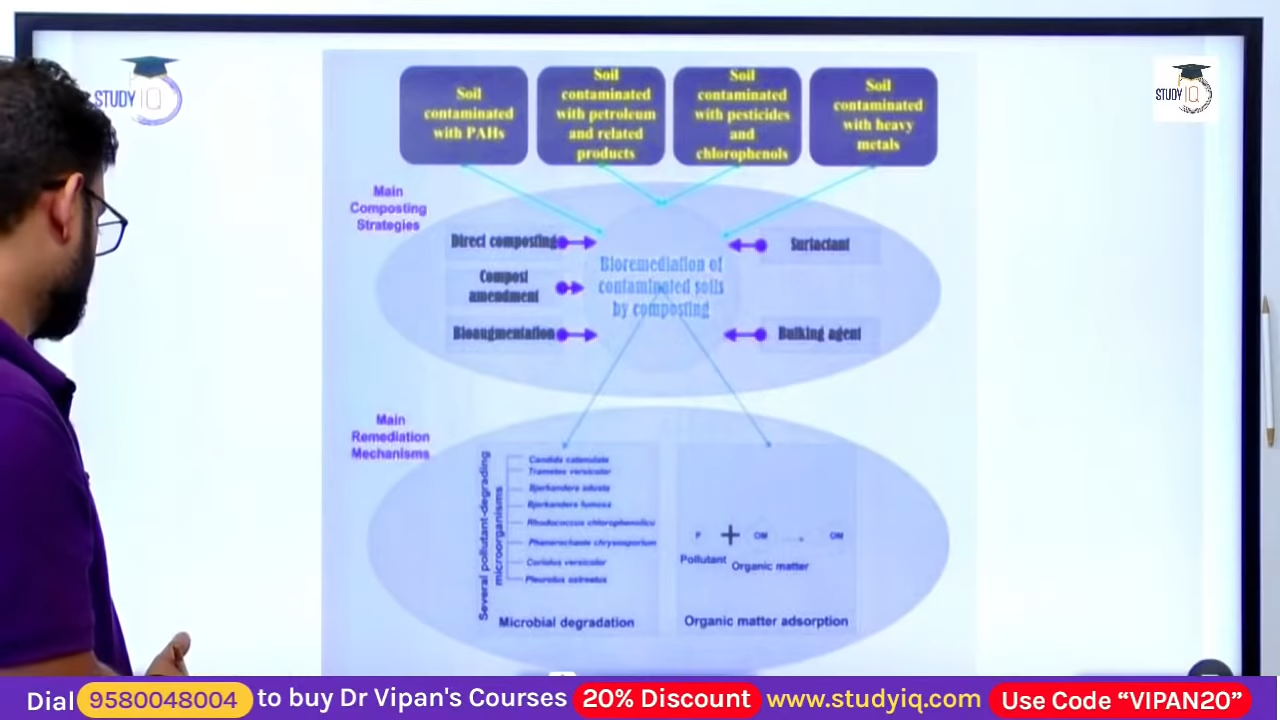 STUDY IQ
STUDY IQ
Soil
contaminated
with PAHs
Soil
contaminated
with petroleum
and related
products
Soil
contaminated
with pesticides
and
chlorophenols
Soil
contaminated
with heavy
metals
Main
Composting
Strategies
Direct composting
Compost
amendment
Bioaugmentation
Bioremediation of
contaminated soils
by composting
Surfactant
Bulking agent
Main
Remediation
Mechanisms
Several pollutant-degrading
microorganisms
Candida catenulate
Trametes versicolor
Bjerkandera adusta
Bjerkandera fumosa
Rhodococcus chlorophenolicu
Phanerochaete chrysosporium
Coriolus versicolor
Pleurotus ostreatus
Microbial degradation
P + OM OM
Pollutant
Organic matter
Organic matter adsorption
Dial 9580048004 to buy Dr Vipan's Courses 20% Discount www.studyiq.com Use Code “VIPAN20”